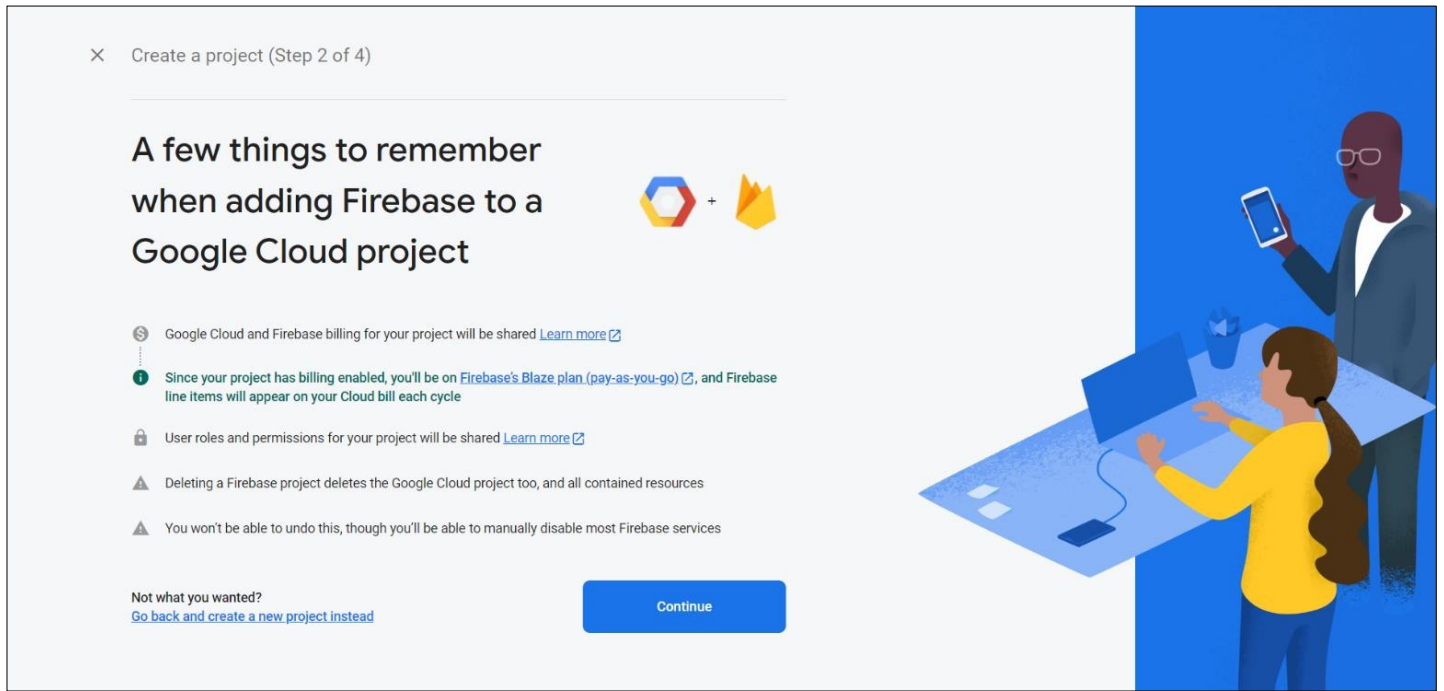 Create a project (Step 2 of 4)
A few things to remember
when adding Firebase to a
Google Cloud project
+
Google Cloud and Firebase billing for your project will be shared Learn more
Since your project has billing enabled, you'll be on Firebase's Blaze plan (pay-as-you-go), and Firebase
line items will appear on your Cloud bill each cycle
User roles and permissions for your project will be shared Learn more
Deleting a Firebase project deletes the Google Cloud project too, and all contained resources
You won't be able to undo this, though you'll be able to manually disable most Firebase services
Not what you wanted?
Go back and create a new project instead
Continue